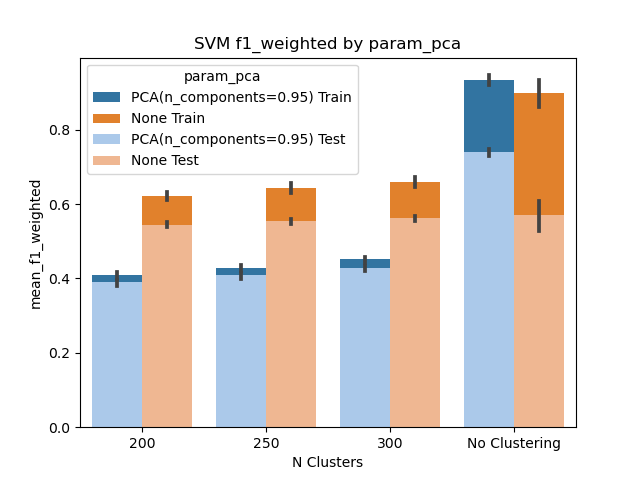 SVM f1_weighted by param_pca
param_pca
PCA(n_components=0.95) Train
None Train
PCA(n_components=0.95) Test
None Test
mean_f1_weighted
0.8
0.6
0.4
0.2
0.0
200
250
300
No Clustering
N Clusters